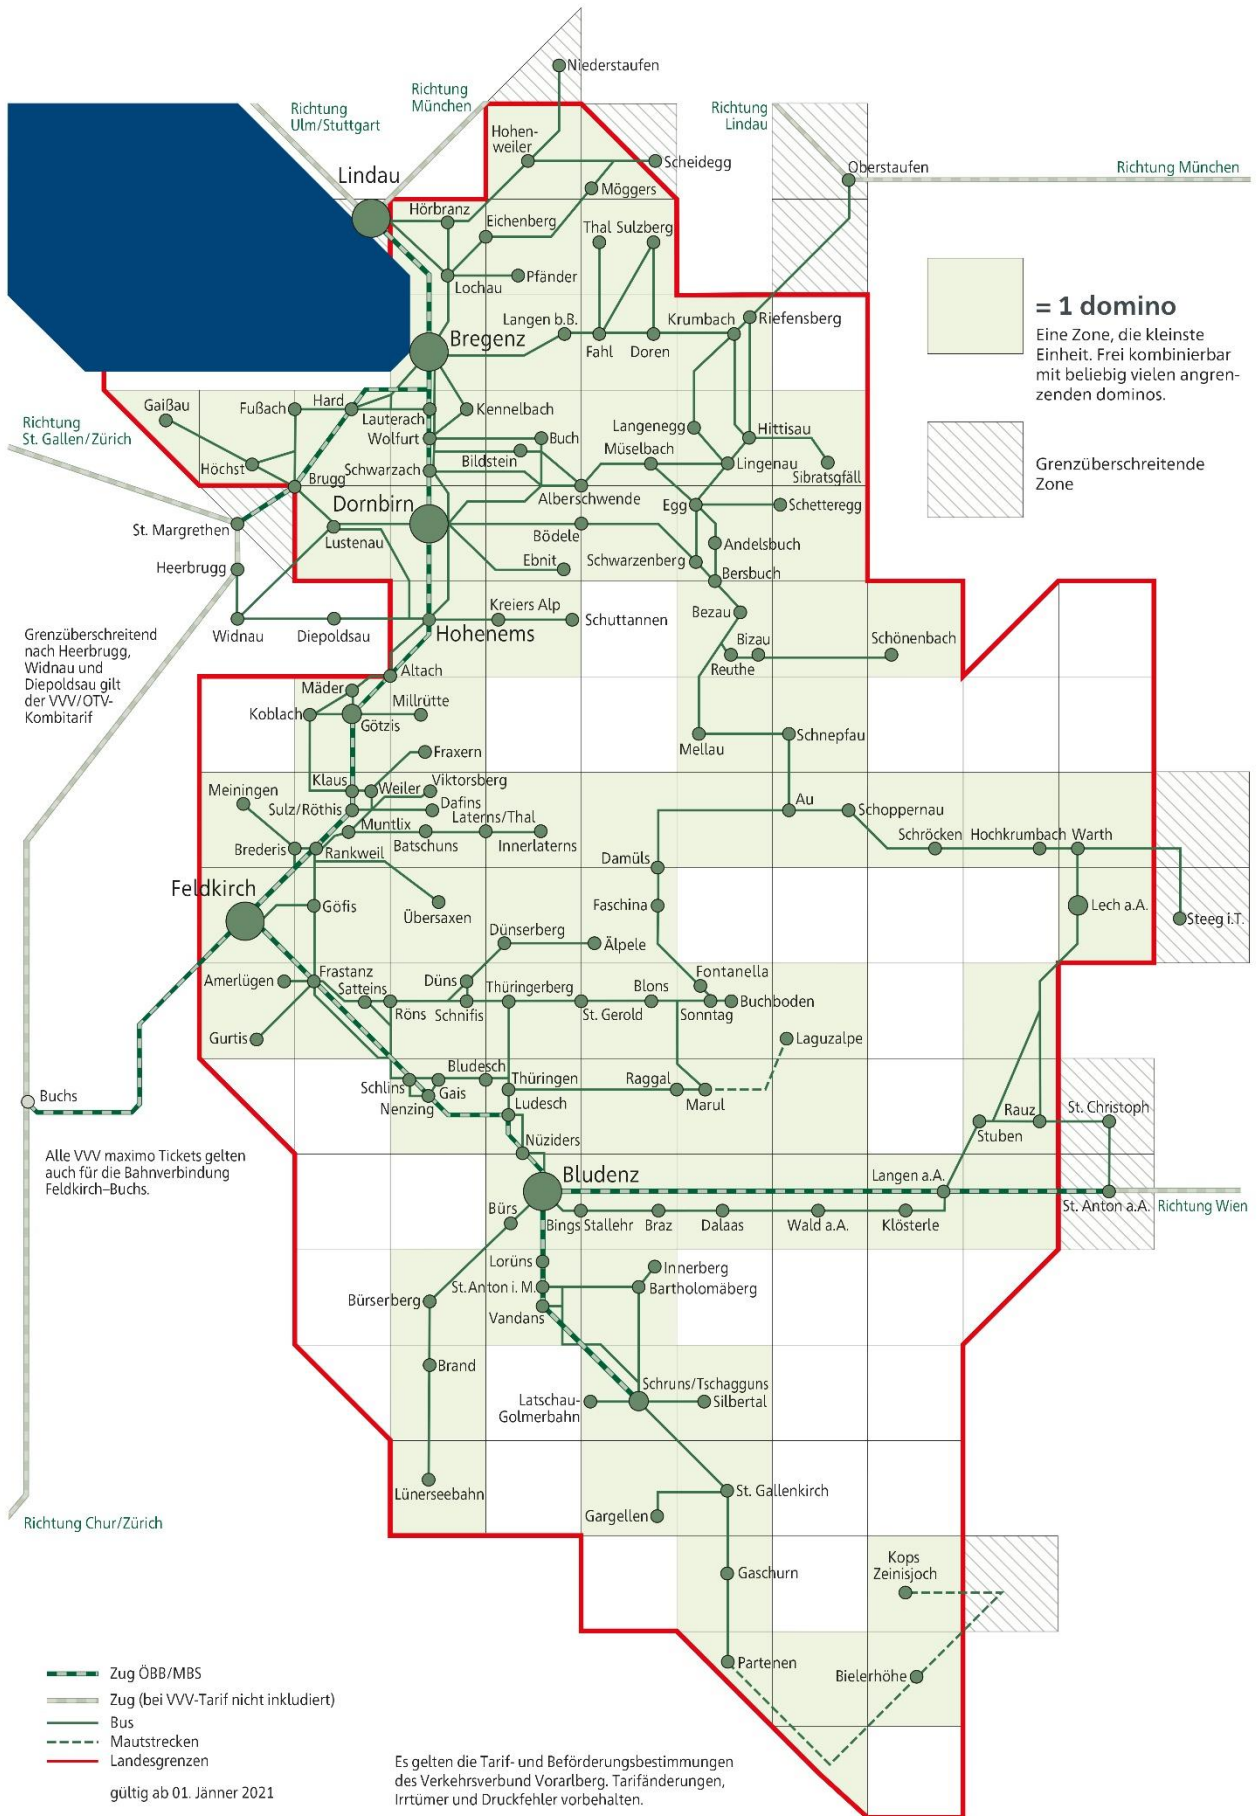 Niederstaufen
Richtung
München
Richtung
Ulm/Stuttgart
Richtung
Lindau
Hohen-
weiler
Scheidegg
Oberstaufen
Richtung München
Lindau
Möggers
Hörbranz
Eichenberg
Thal Sulzberg
Lochau
Pfänder
Langen b.B.
Krumbach
Riefensberg
Bregenz
Fahl
Doren
= 1 domino
Eine Zone, die kleinste
Einheit. Frei kombinierbar
mit beliebig vielen angren-
zenden dominos.
Gaißau
Fußach
Hard
Lauterach
Kennelbach
Richtung
St. Gallen/Zürich
Wolfurt
Buch
Langenegg
Hittisau
Höchst
Bildstein
Müselbach
Schwarzach
Lingenau
Sibratsgfäll
Grenzüberschreitende
Zone
Brugg
Dornbirn
Alberschwende
Egg
Schetteregg
St. Margrethen
Lustenau
Bödele
Andelsbuch
Heerbrugg
Ebnit
Schwarzenberg
Bersbuch
Widnau
Diepoldsau
Hohenems
Kreiers Alp
Schuttannen
Bezau
Bizau
Reuthe
Schönenbach
Grenzüberschreitend
nach Heerbrugg,
Widnau und
Diepoldsau gilt
der VVV/OTV-
Kombitarif
Altach
Mäder
Koblach
Götzis
Millrütte
Mellau
Schnepfau
Fraxern
Klaus
Weiler
Viktorsberg
Meiningen
Sulz/Röthis
Dafins
Au
Schoppernau
Muntlix
Batschuns
Laterns/Thal
Innerlaterns
Schröcken
Hochkrumbach
Warth
Brederis
Rankweil
Damüls
Feldkirch
Göfis
Übersaxen
Faschina
Lech a.A.
Steeg i.T.
Dünserberg
Älpele
Amerlügen
Frastanz
Satteins
Röns
Düns
Schnifis
Thüringerberg
St. Gerold
Blons
Fontanella
Sonntag
Buchboden
Gurtis
Laguzalpe
Buchs
Schlins
Bludesch
Gais
Nenzing
Thüringen
Ludesch
Raggal
Marul
Stuben
Rauz
St. Christoph
Nüziders
Alle VVV maximo Tickets gelten
auch für die Bahnverbindung
Feldkirch–Buchs.
Bludenz
Langen a.A.
St. Anton a.A.
Richtung Wien
Bürs
Bings
Stallehr
Braz
Dalaas
Wald a.A.
Klösterle
Lorüns
Innerberg
St. Anton i. M.
Bartholomäberg
Bürserberg
Vandans
Brand
Schruns/Tschagguns
Latschau-
Golmerbahn
Silbertal
Lünerseebahn
St. Gallenkirch
Gargellen
Richtung Chur/Zürich
Gaschurn
Kops
Zeinisjoch
Partenen
Bielerhöhe
Zug ÖBB/MBS
Zug (bei VVV-Tarif nicht inkludiert)
Bus
Mautstrecken
Landesgrenzen
gültig ab 01. Jänner 2021
Es gelten die Tarif- und Beförderungsbestimmungen
des Verkehrsverbund Vorarlberg. Tarifänderungen,
Irrtümer und Druckfehler vorbehalten.